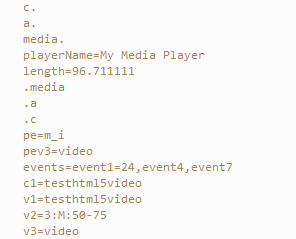 c.
a.
media.
playerName=My Media Player
length=96.711111
.media
.a
.c
pe=m_i
pev3=video
events=event1=24,event4,event7
c1=testhtml5video
v1=testhtml5video
v2=3:M:50-75
v3=video